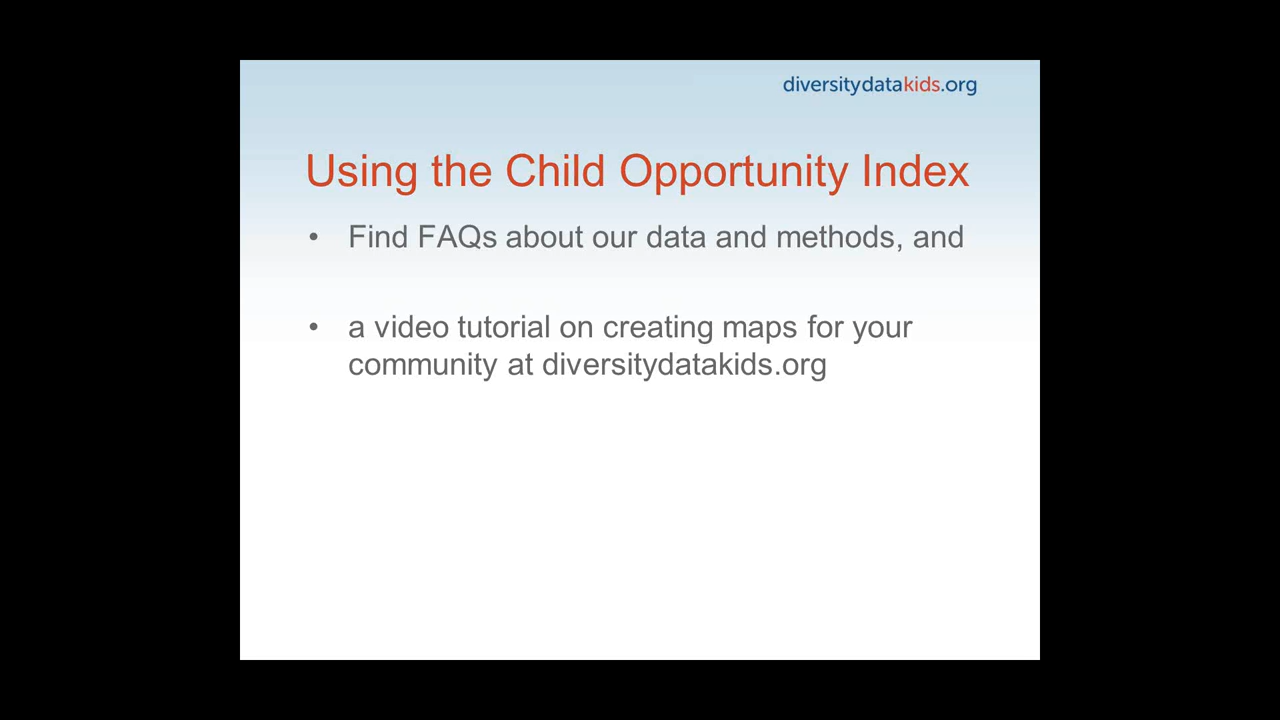 diversitydatakids.org
Using the Child Opportunity Index
• Find FAQs about our data and methods, and
• a video tutorial on creating maps for your
community at diversitydatakids.org